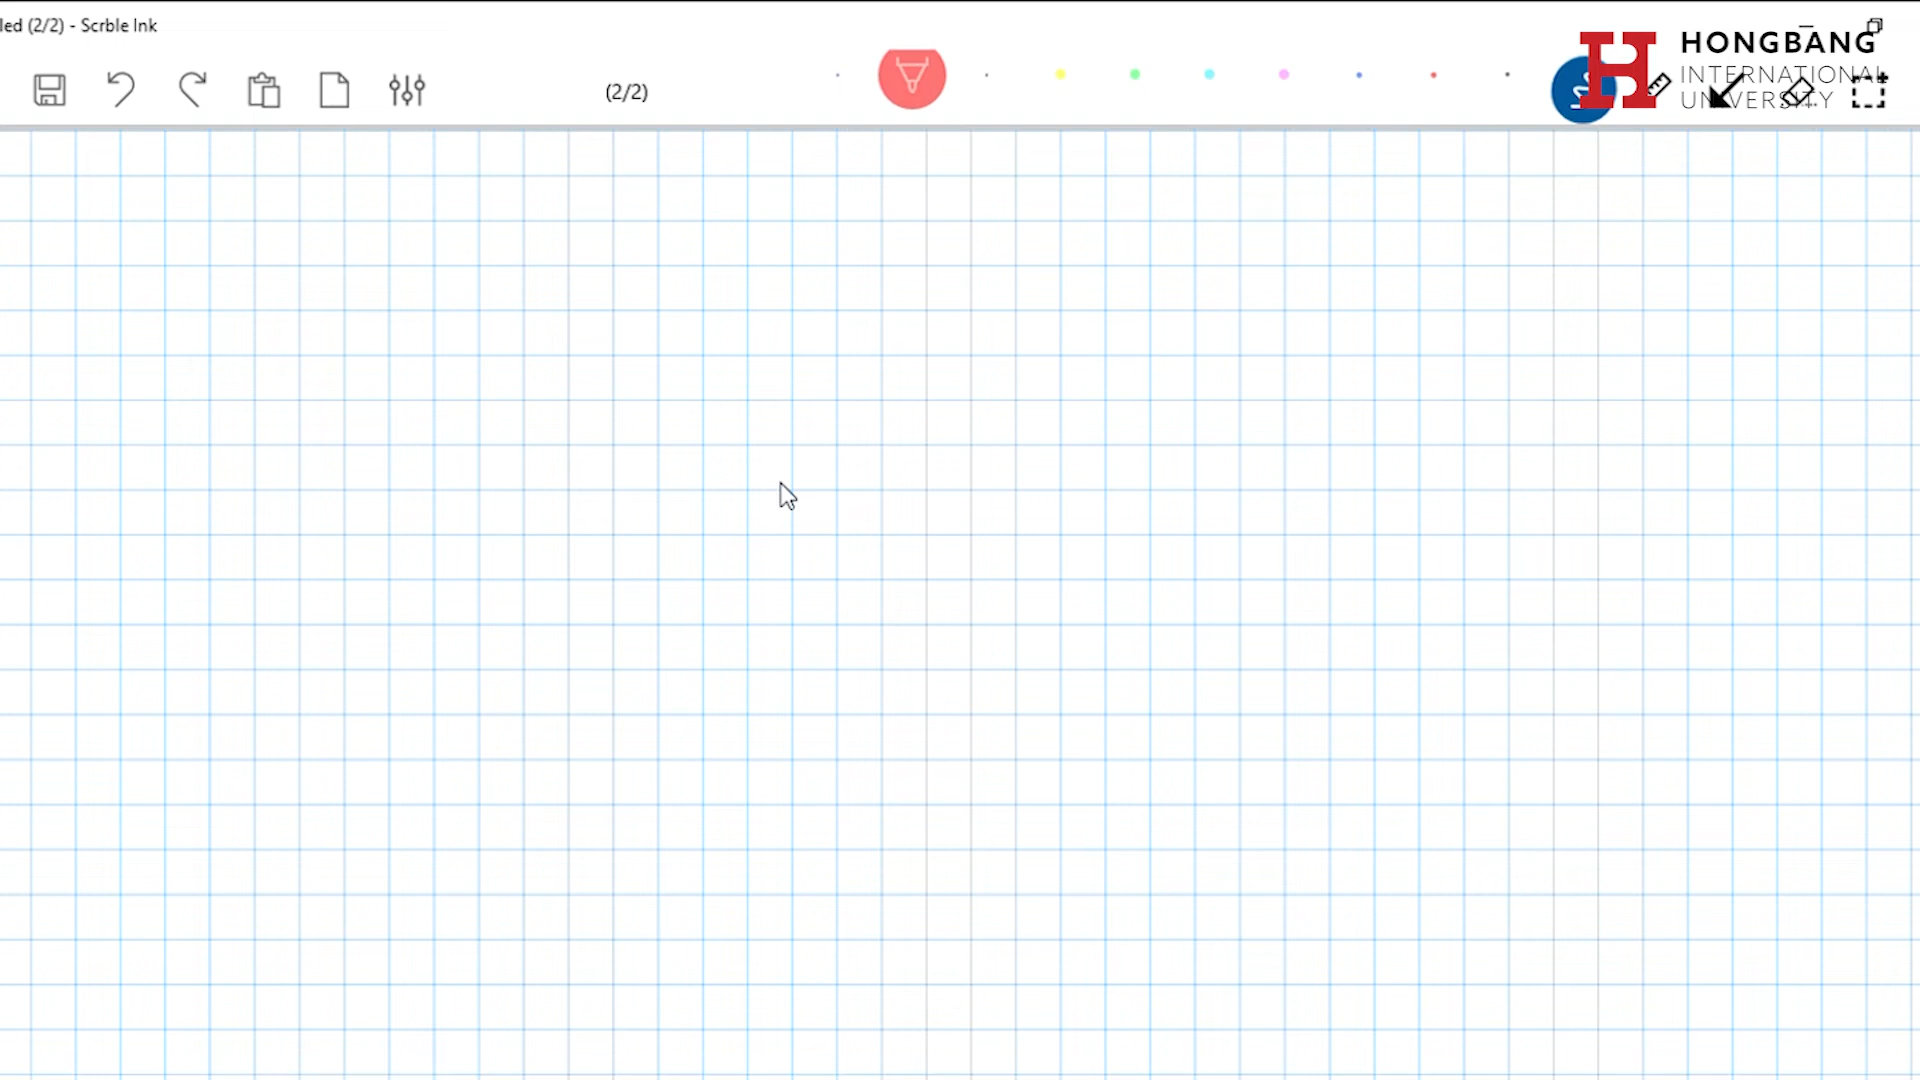 led (2/2) - Scrble Ink
(2/2)
HONGBANG
INTERNATIONAL
UNIVERSITY